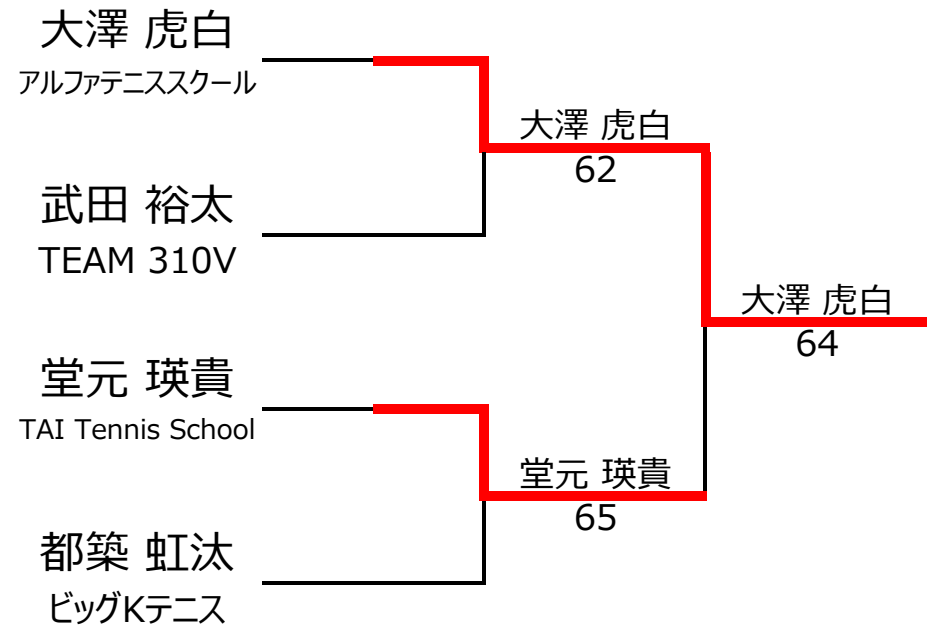 大澤 虎白
アルファテニススクール
武田 裕太
TEAM 310V
堂元 瑛貴
TAI Tennis School
都築 虹汰
ビッグKテニス
大澤 虎白
62
堂元 瑛貴
65
大澤 虎白
64